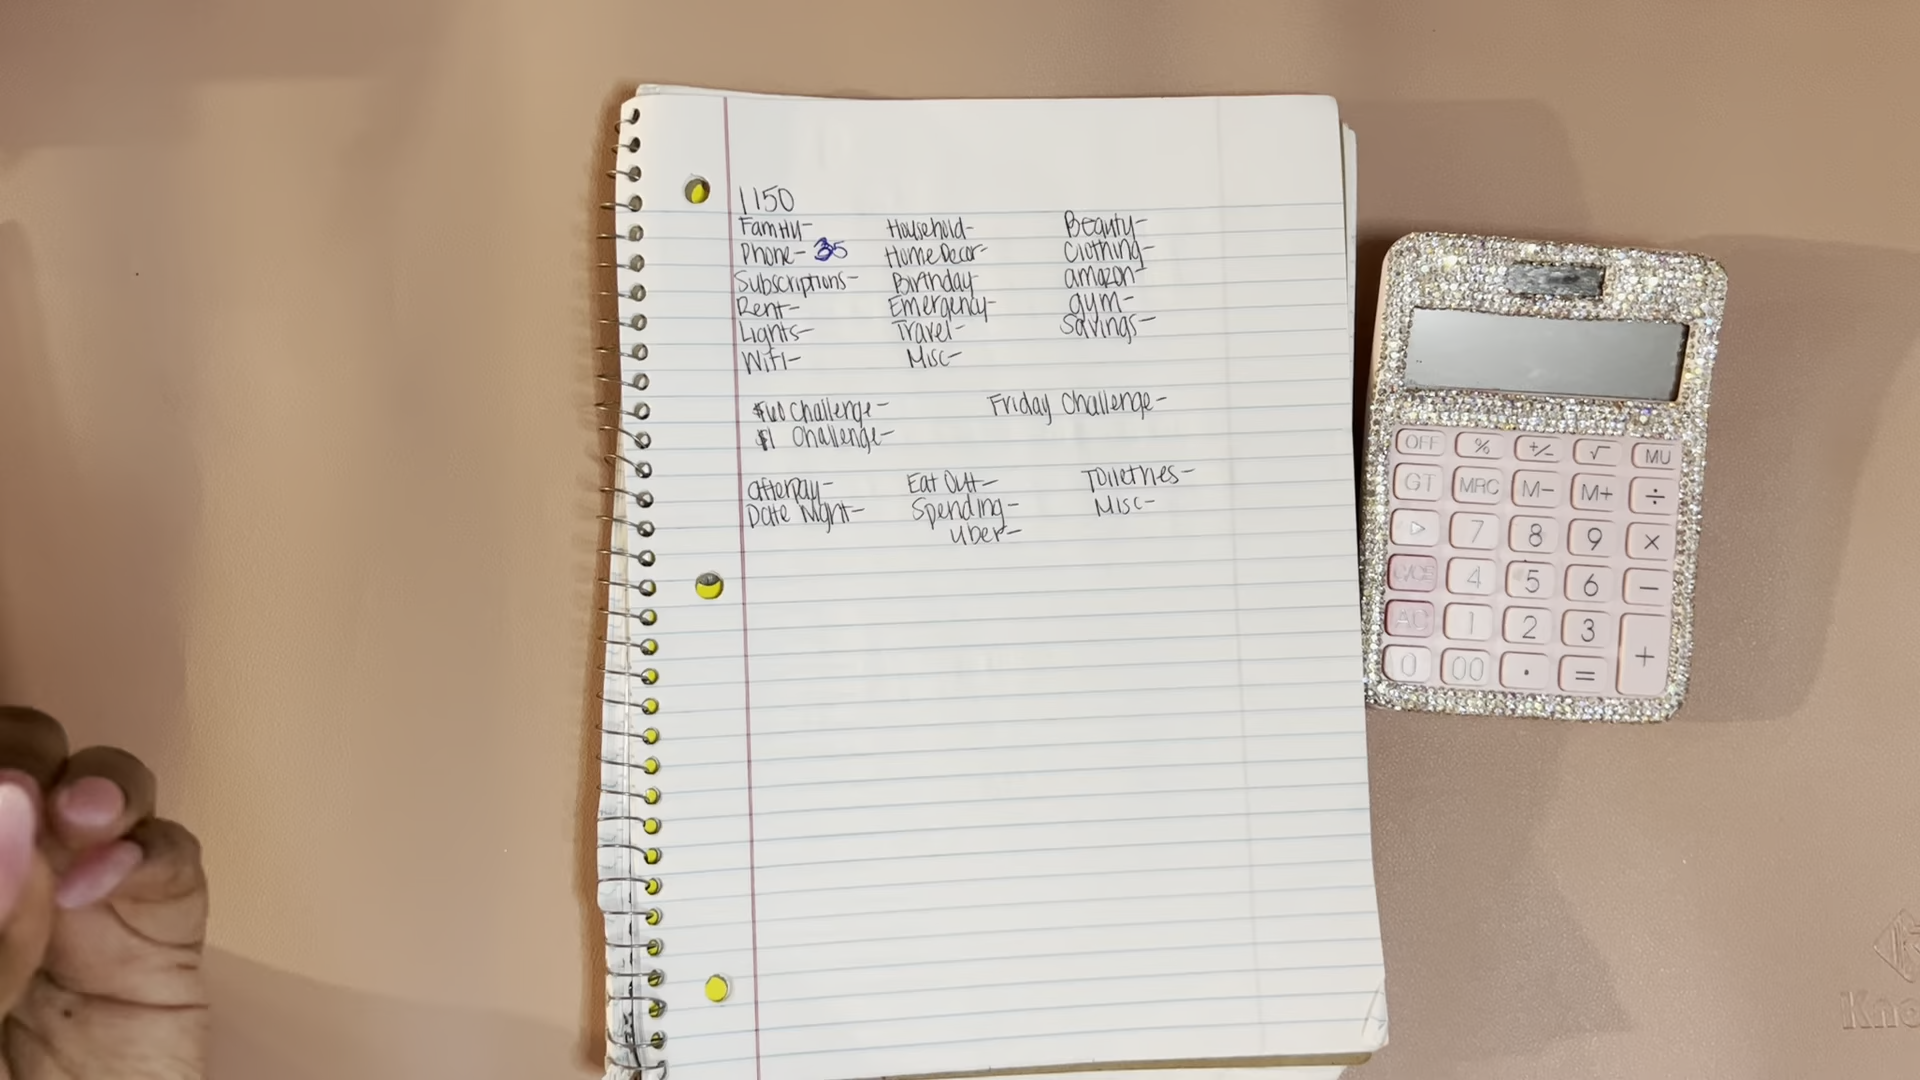 1150
Family- Household- Beauty-
Phone- 35 Home Decor- Clothing-
Subscriptions- Birthday amazon-
Rent- Emergency- gym-
Lights- Travel- Savings-
Wifi- Misc-
Challenge- Friday Challenge-
$1 Challenge-
afterpay- Eat Out- Toiletries-
Date Night- Spending- Misc-
Uber-
OFF % +/- √ MU
GT MRC M- M+ ÷
▷ 7 8 9 ×
C/CE 4 5 6 −
AC 1 2 3 +
0 00 . =
Kno